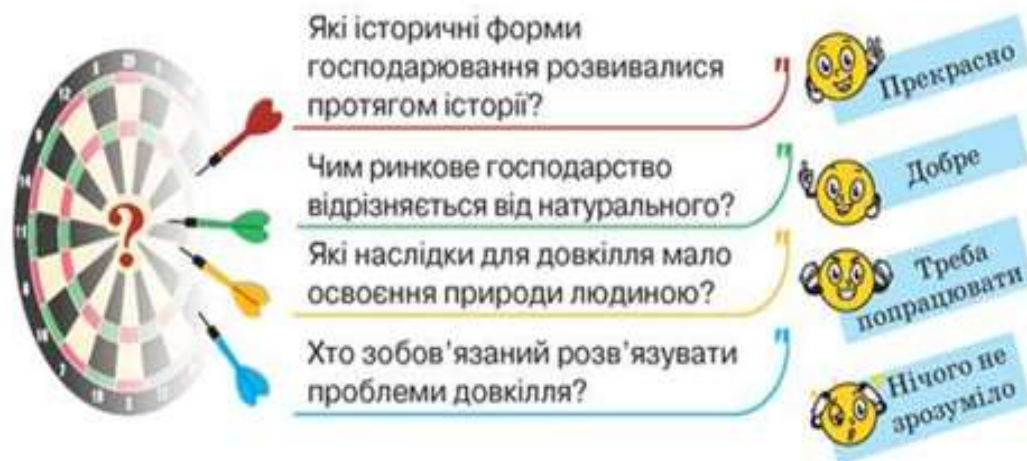 Які історичні форми
господарювання розвивалися
протягом історії?
Прекрасно
Чим ринкове господарство
відрізняється від натурального?
Добре
Які наслідки для довкілля мало
освоєння природи людиною?
Треба
попрацювати
Хто зобов’язаний розв’язувати
проблеми довкілля?
Нічого не
зрозуміло
?